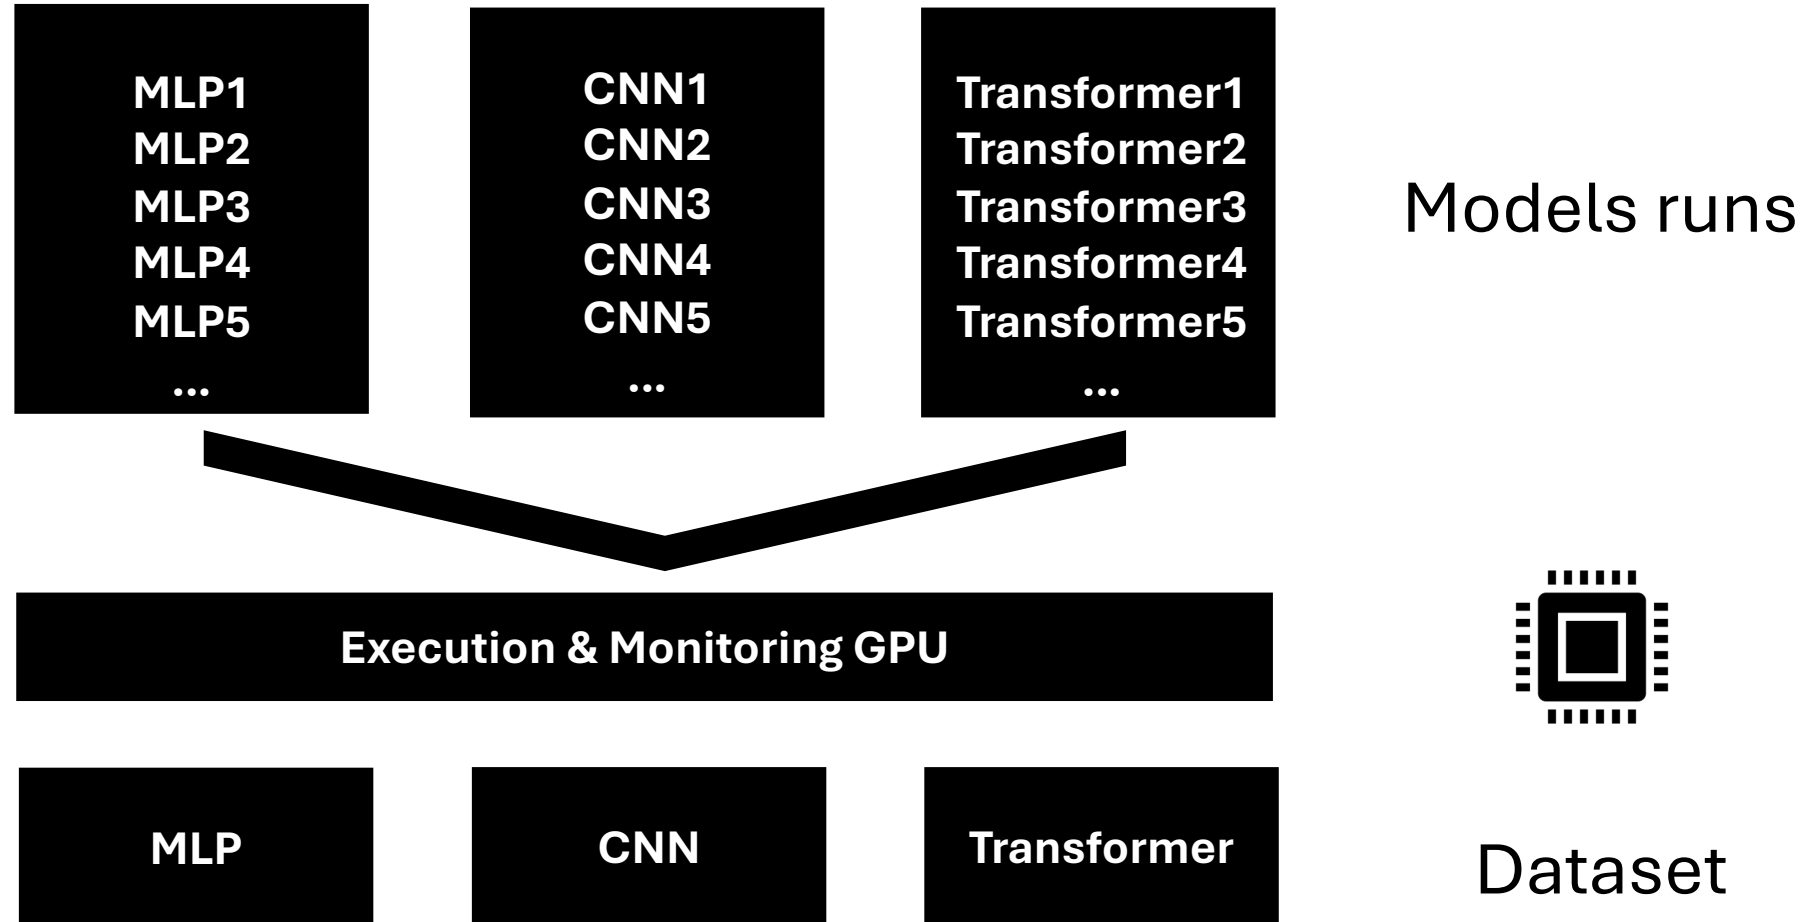 MLP1
MLP2
MLP3
MLP4
MLP5
...
CNN1
CNN2
CNN3
CNN4
CNN5
...
Transformer1
Transformer2
Transformer3
Transformer4
Transformer5
...
Models runs
Execution & Monitoring GPU
MLP
CNN
Transformer
Dataset